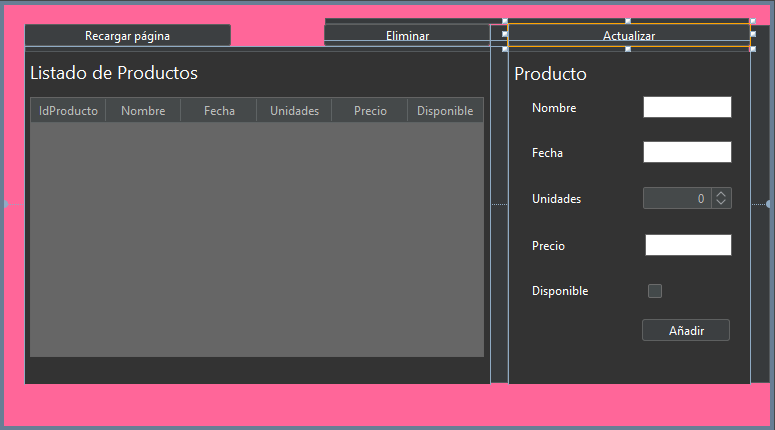 Recargar página Eliminar Actualizar
Listado de Productos
IdProducto Nombre Fecha Unidades Precio Disponible
Producto
Nombre
Fecha
Unidades 0
Precio
Disponible
Añadir